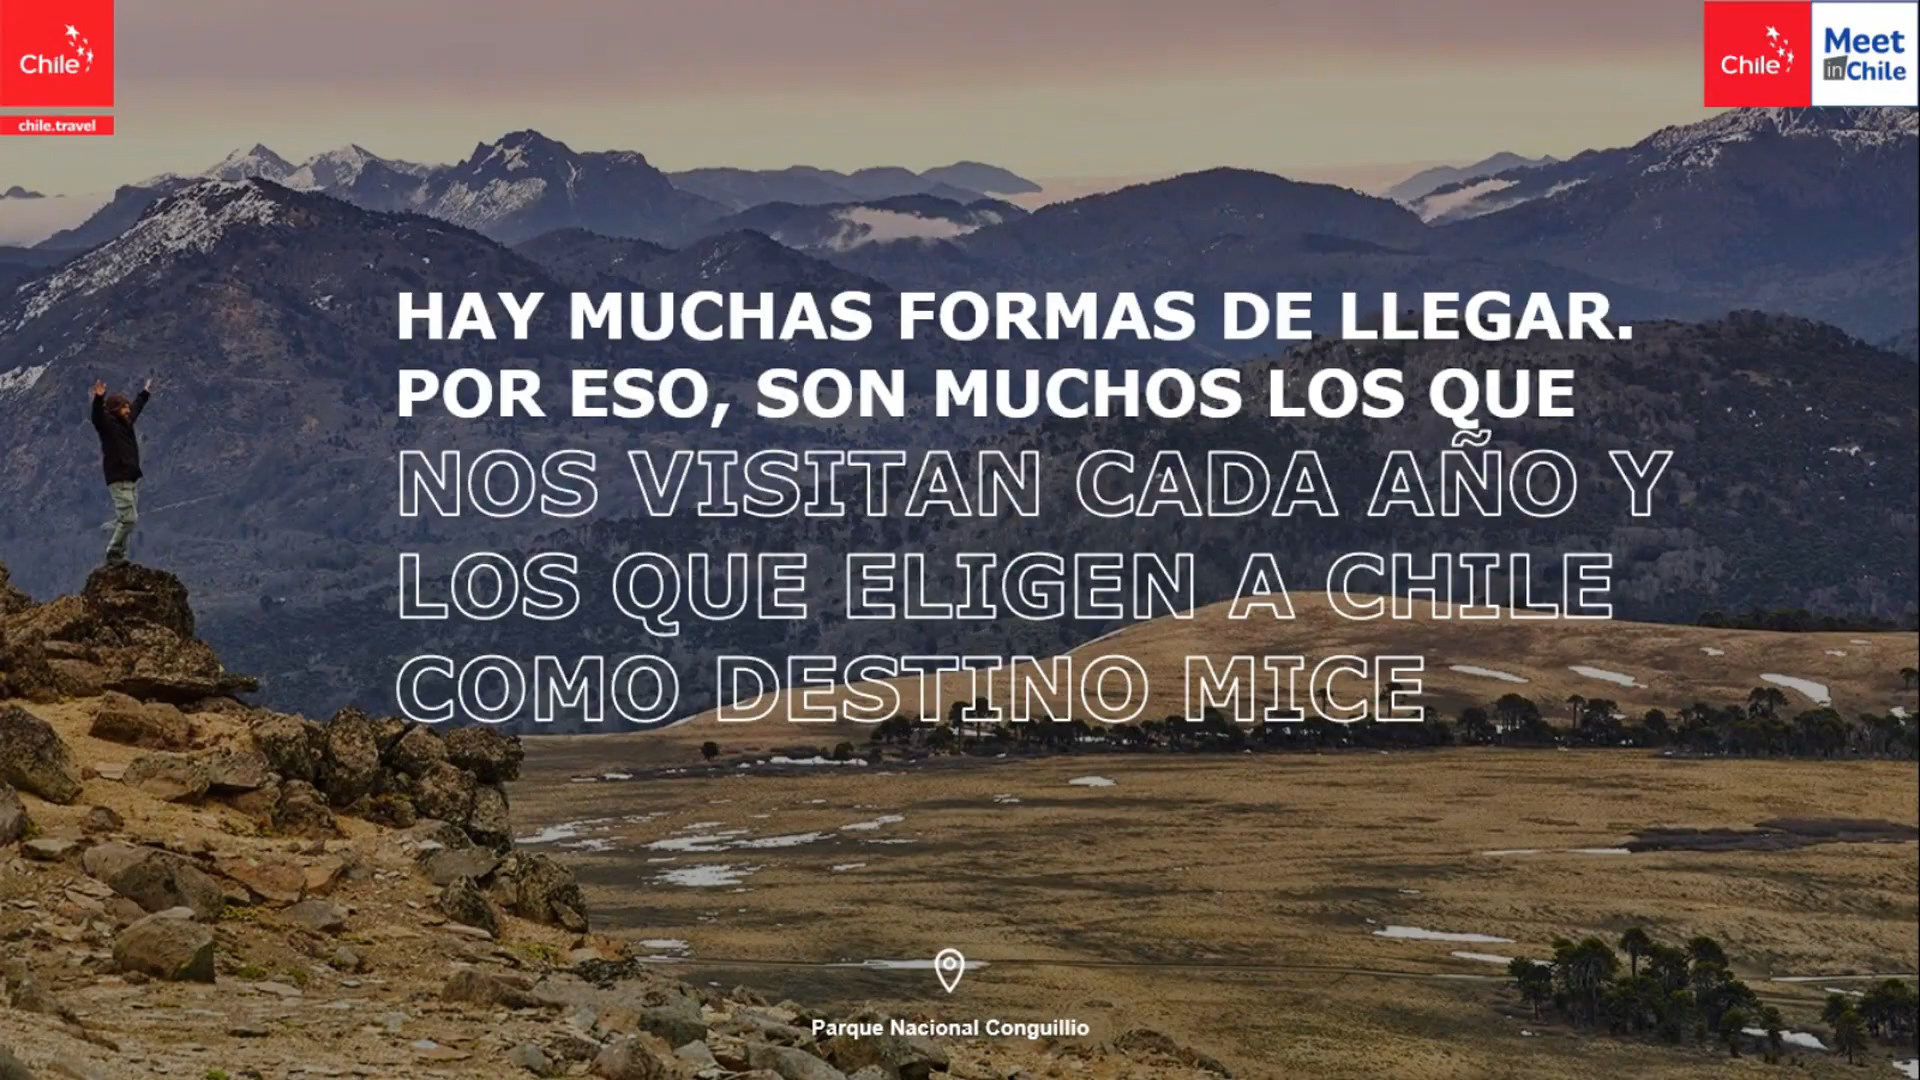 Chile
chile.travel
Chile
Meet
in Chile
HAY MUCHAS FORMAS DE LLEGAR.
POR ESO, SON MUCHOS LOS QUE
NOS VISITAN CADA AÑO Y
LOS QUE ELIGEN A CHILE
COMO DESTINO MICE
Parque Nacional Conguillio